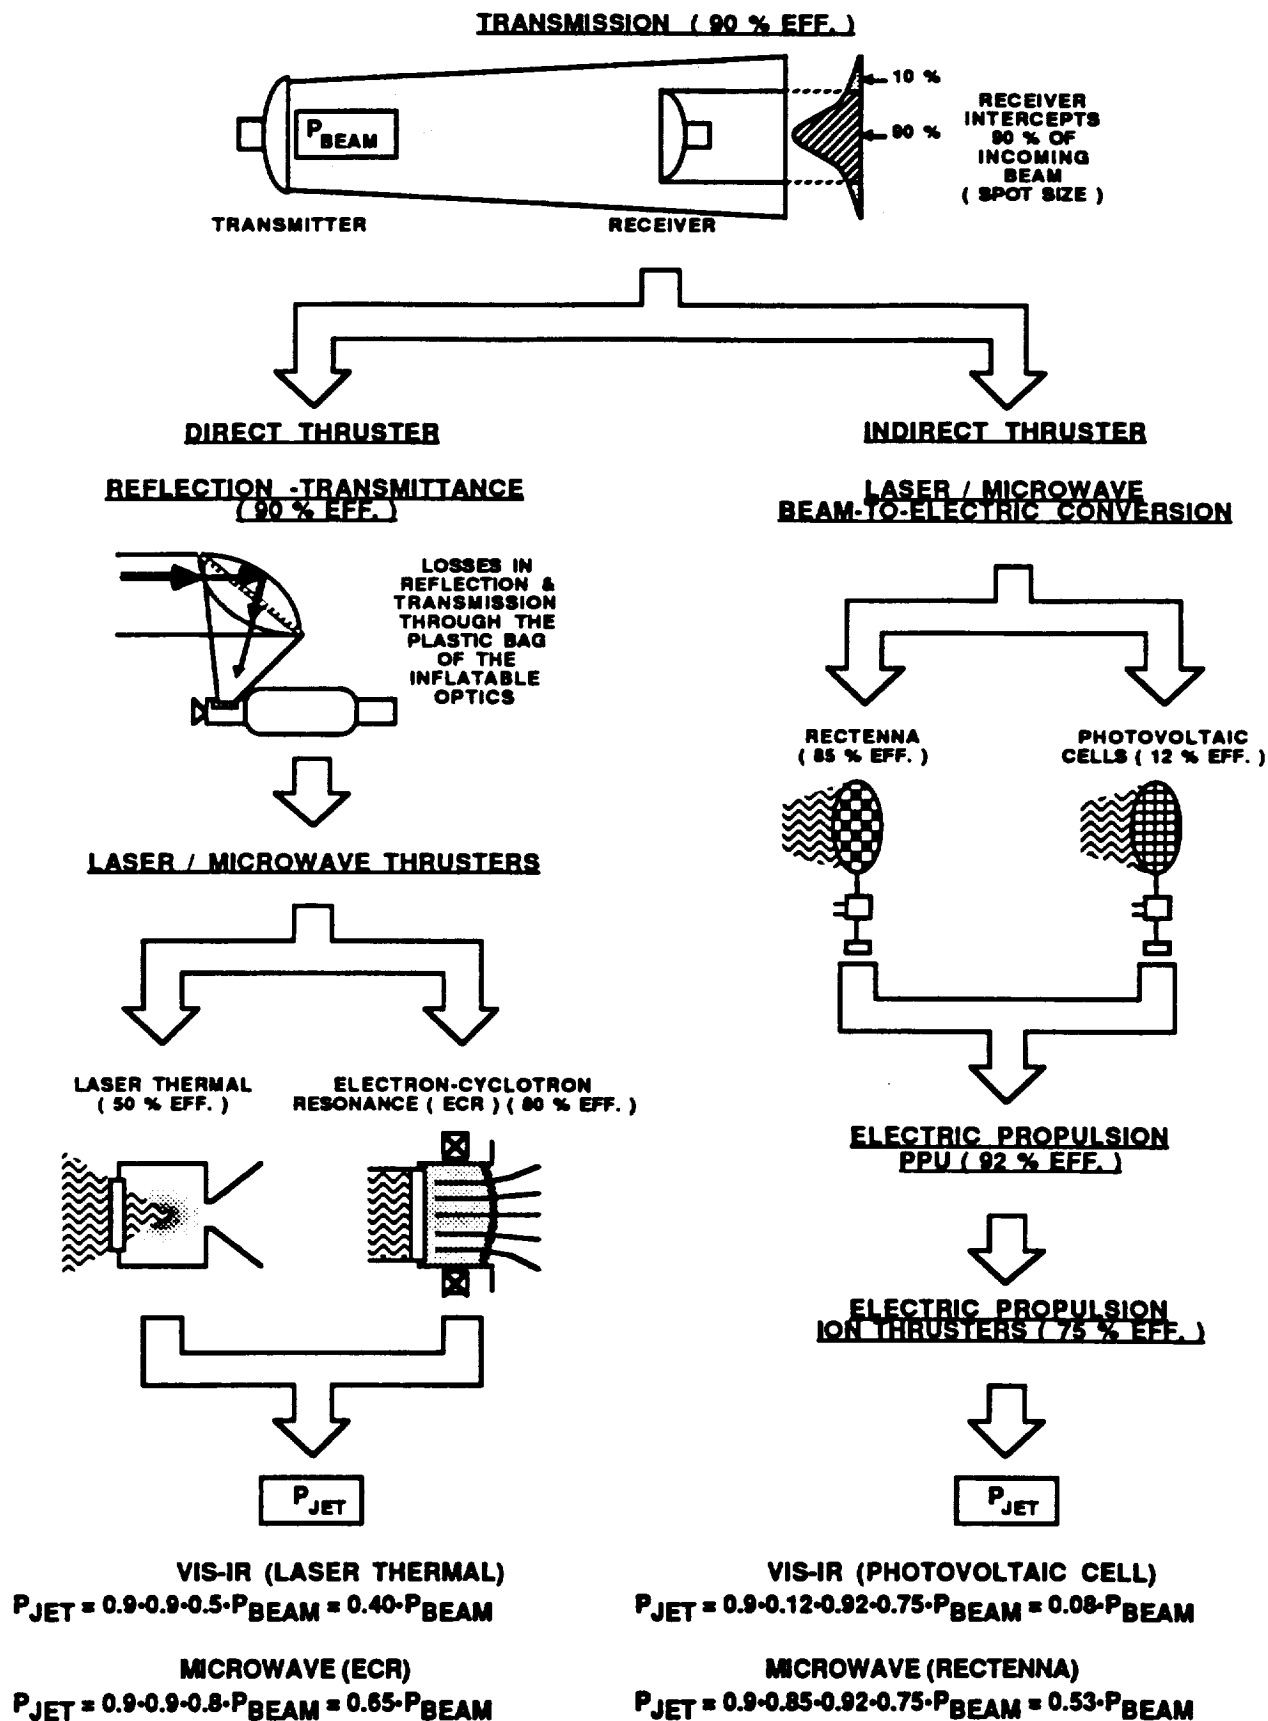 TRANSMISSION ( 90 % EFF. )
P BEAM
10 %
90 %
RECEIVER
INTERCEPTS
90 % OF
INCOMING
BEAM
( SPOT SIZE )
TRANSMITTER
RECEIVER
DIRECT THRUSTER
REFLECTION -TRANSMITTANCE
( 90 % EFF. )
LOSSES IN
REFLECTION &
TRANSMISSION
THROUGH THE
PLASTIC BAG
OF THE
INFLATABLE
OPTICS
LASER / MICROWAVE THRUSTERS
LASER THERMAL
( 50 % EFF. )
ELECTRON-CYCLOTRON
RESONANCE ( ECR ) ( 80 % EFF. )
P JET
VIS-IR (LASER THERMAL)
P JET = 0.9•0.9•0.5•P BEAM = 0.40•P BEAM
MICROWAVE (ECR)
P JET = 0.9•0.9•0.8•P BEAM = 0.65•P BEAM
INDIRECT THRUSTER
LASER / MICROWAVE
BEAM-TO-ELECTRIC CONVERSION
RECTENNA
( 85 % EFF. )
PHOTOVOLTAIC
CELLS ( 12 % EFF. )
ELECTRIC PROPULSION
PPU ( 92 % EFF. )
ELECTRIC PROPULSION
ION THRUSTERS ( 75 % EFF. )
P JET
VIS-IR (PHOTOVOLTAIC CELL)
P JET = 0.9•0.12•0.92•0.75•P BEAM = 0.08•P BEAM
MICROWAVE (RECTENNA)
P JET = 0.9•0.85•0.92•0.75•P BEAM = 0.53•P BEAM